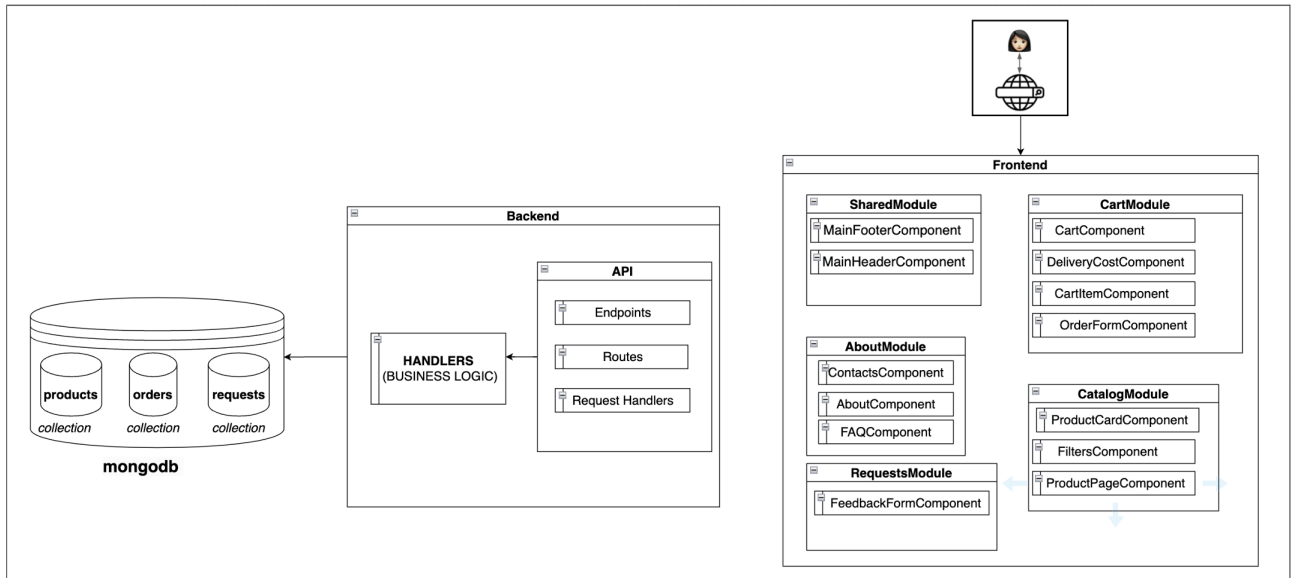 Frontend
SharedModule
MainFooterComponent
MainHeaderComponent
CartModule
CartComponent
DeliveryCostComponent
CartItemComponent
OrderFormComponent
AboutModule
ContactsComponent
AboutComponent
FAQComponent
CatalogModule
ProductCardComponent
FiltersComponent
ProductPageComponent
RequestsModule
FeedbackFormComponent
Backend
API
Endpoints
Routes
Request Handlers
HANDLERS
(BUSINESS LOGIC)
products
orders
requests
collection
collection
collection
mongodb